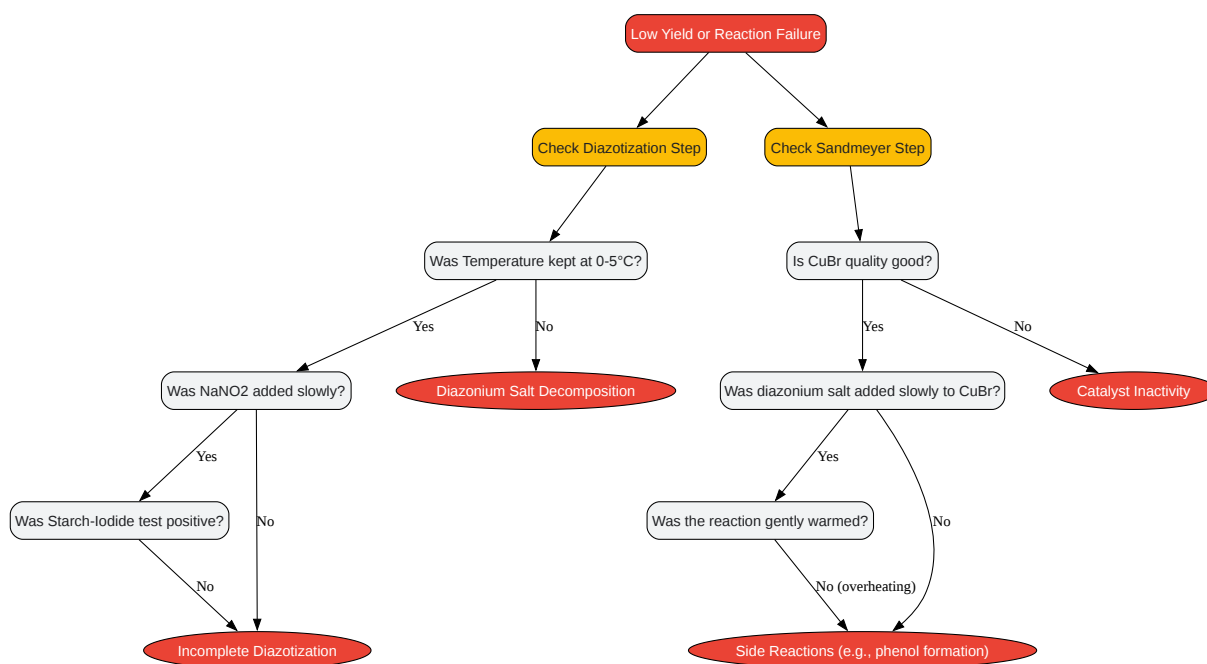 Low Yield or Reaction Failure
Check Diazotization Step
Check Sandmeyer Step
Was Temperature kept at 0-5°C?
Is CuBr quality good?
Yes
No
Yes
No
Was NaNO2 added slowly?
Diazonium Salt Decomposition
Was diazonium salt added slowly to CuBr?
Catalyst Inactivity
Yes
Yes
Was Starch-Iodide test positive?
No
Was the reaction gently warmed?
No
No
No (overheating)
Incomplete Diazotization
Side Reactions (e.g., phenol formation)